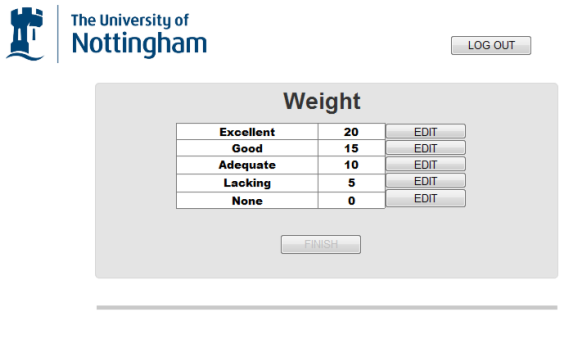 The University of
Nottingham
LOG OUT
Weight
Excellent 20 EDIT
Good 15 EDIT
Adequate 10 EDIT
Lacking 5 EDIT
None 0 EDIT
FINISH